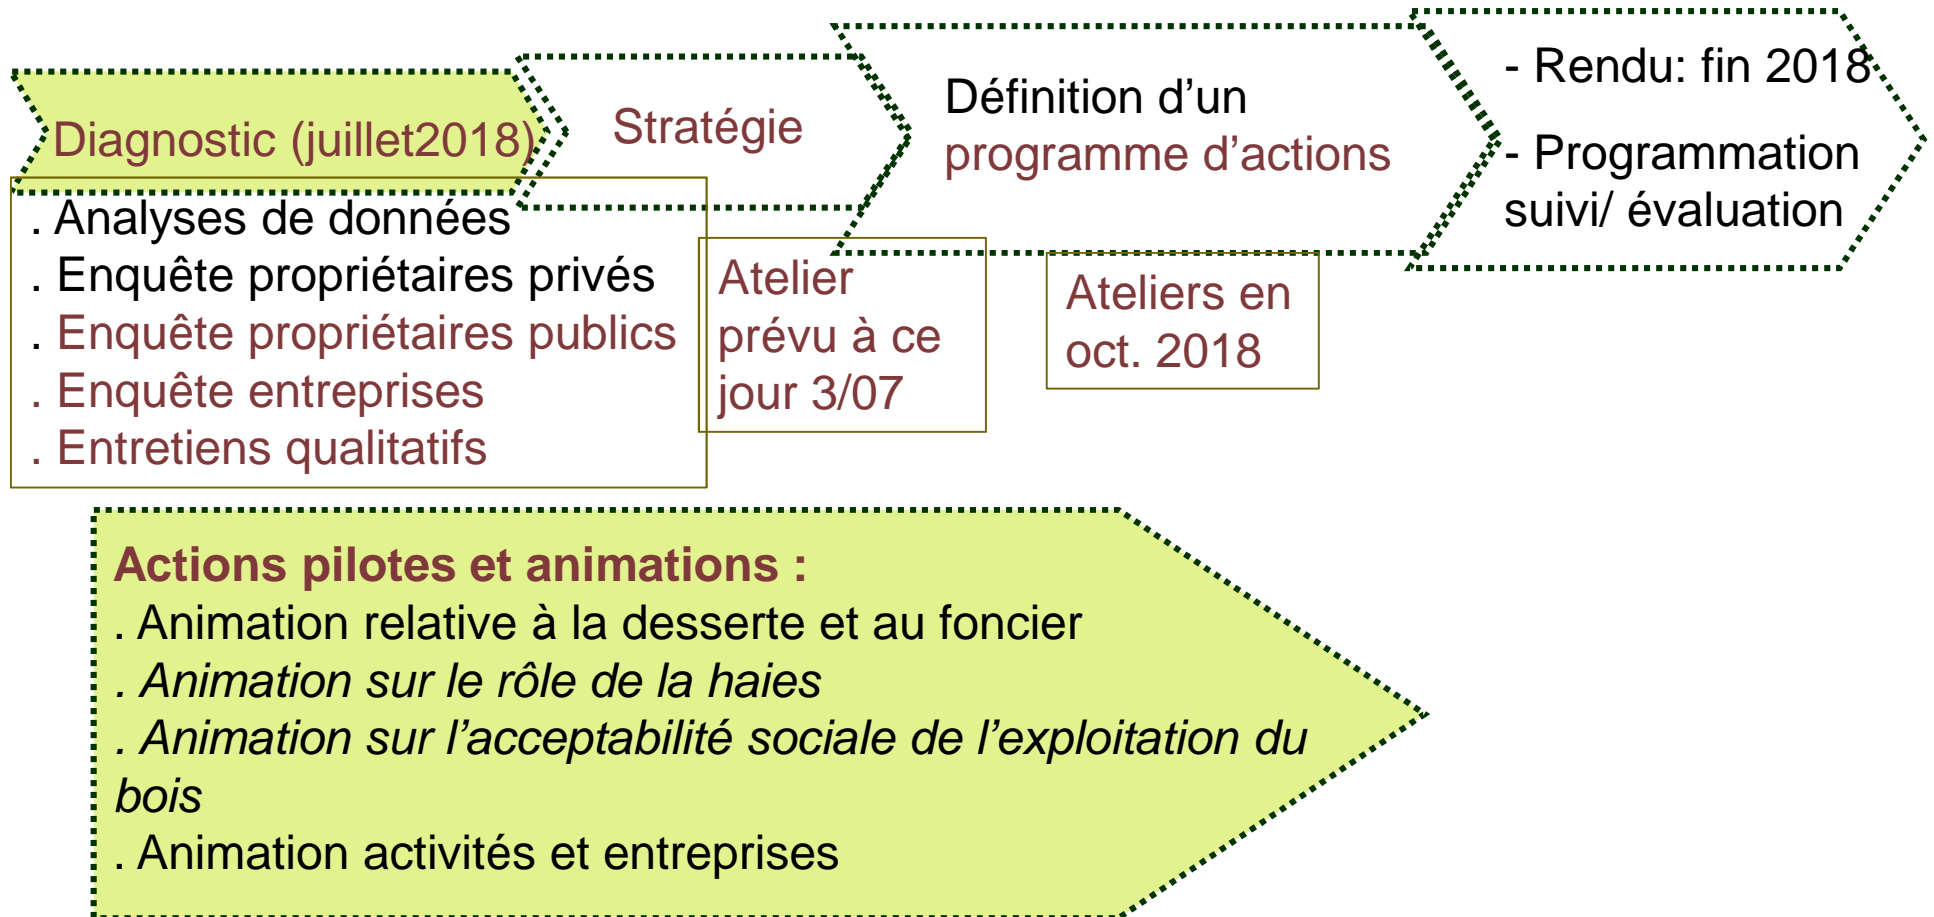 Diagnostic (juillet2018)
Stratégie
Définition d’un
programme d’actions
- Rendu: fin 2018
- Programmation
suivi/ évaluation
. Analyses de données
. Enquête propriétaires privés
. Enquête propriétaires publics
. Enquête entreprises
. Entretiens qualitatifs
Atelier
prévu à ce
jour 3/07
Ateliers en
oct. 2018
Actions pilotes et animations :
. Animation relative à la desserte et au foncier
. Animation sur le rôle de la haies
. Animation sur l’acceptabilité sociale de l’exploitation du
bois
. Animation activités et entreprises